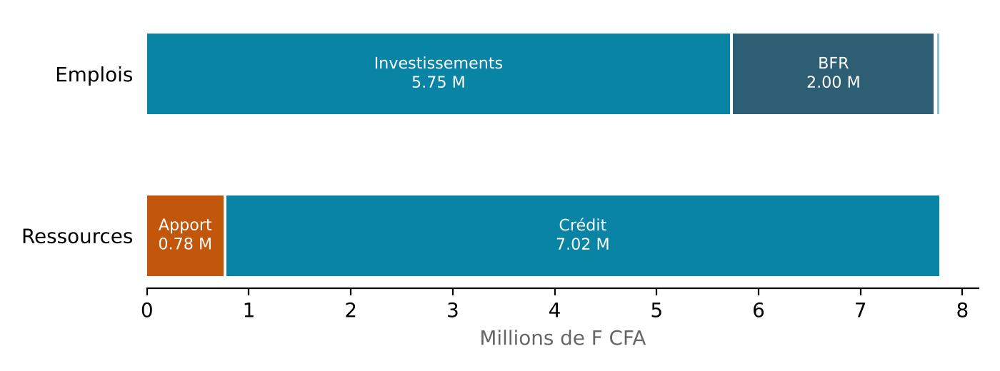 Emplois
Investissements
5.75 M
BFR
2.00 M
Ressources
Apport
0.78 M
Crédit
7.02 M
0 1 2 3 4 5 6 7 8
Millions de F CFA